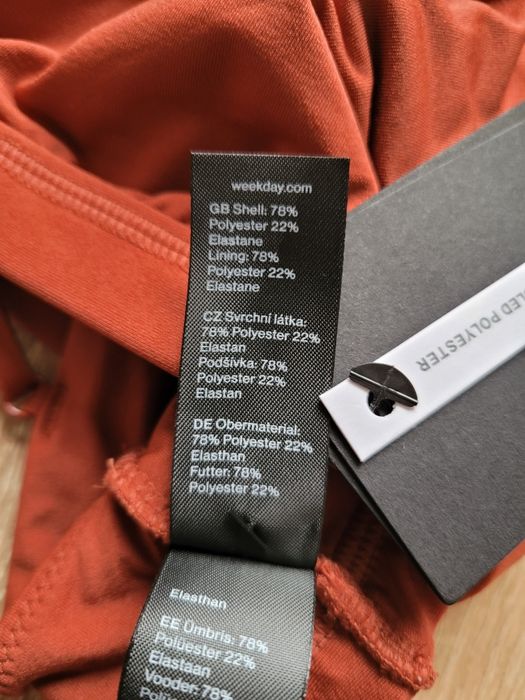 weekday.com
GB Shell: 78%
Polyester 22%
Elastane
Lining: 78%
Polyester 22%
Elastane
CZ Svrchní látka:
78% Polyester 22%
Elastan
Podšívka: 78%
Polyester 22%
Elastan
DE Obermaterial:
78% Polyester 22%
Elasthan
Futter: 78%
Polyester 22%
Elasthan
EE Ümbris: 78%
Polüester 22%
Elastaan
Vooder: 78%
POLYESTER